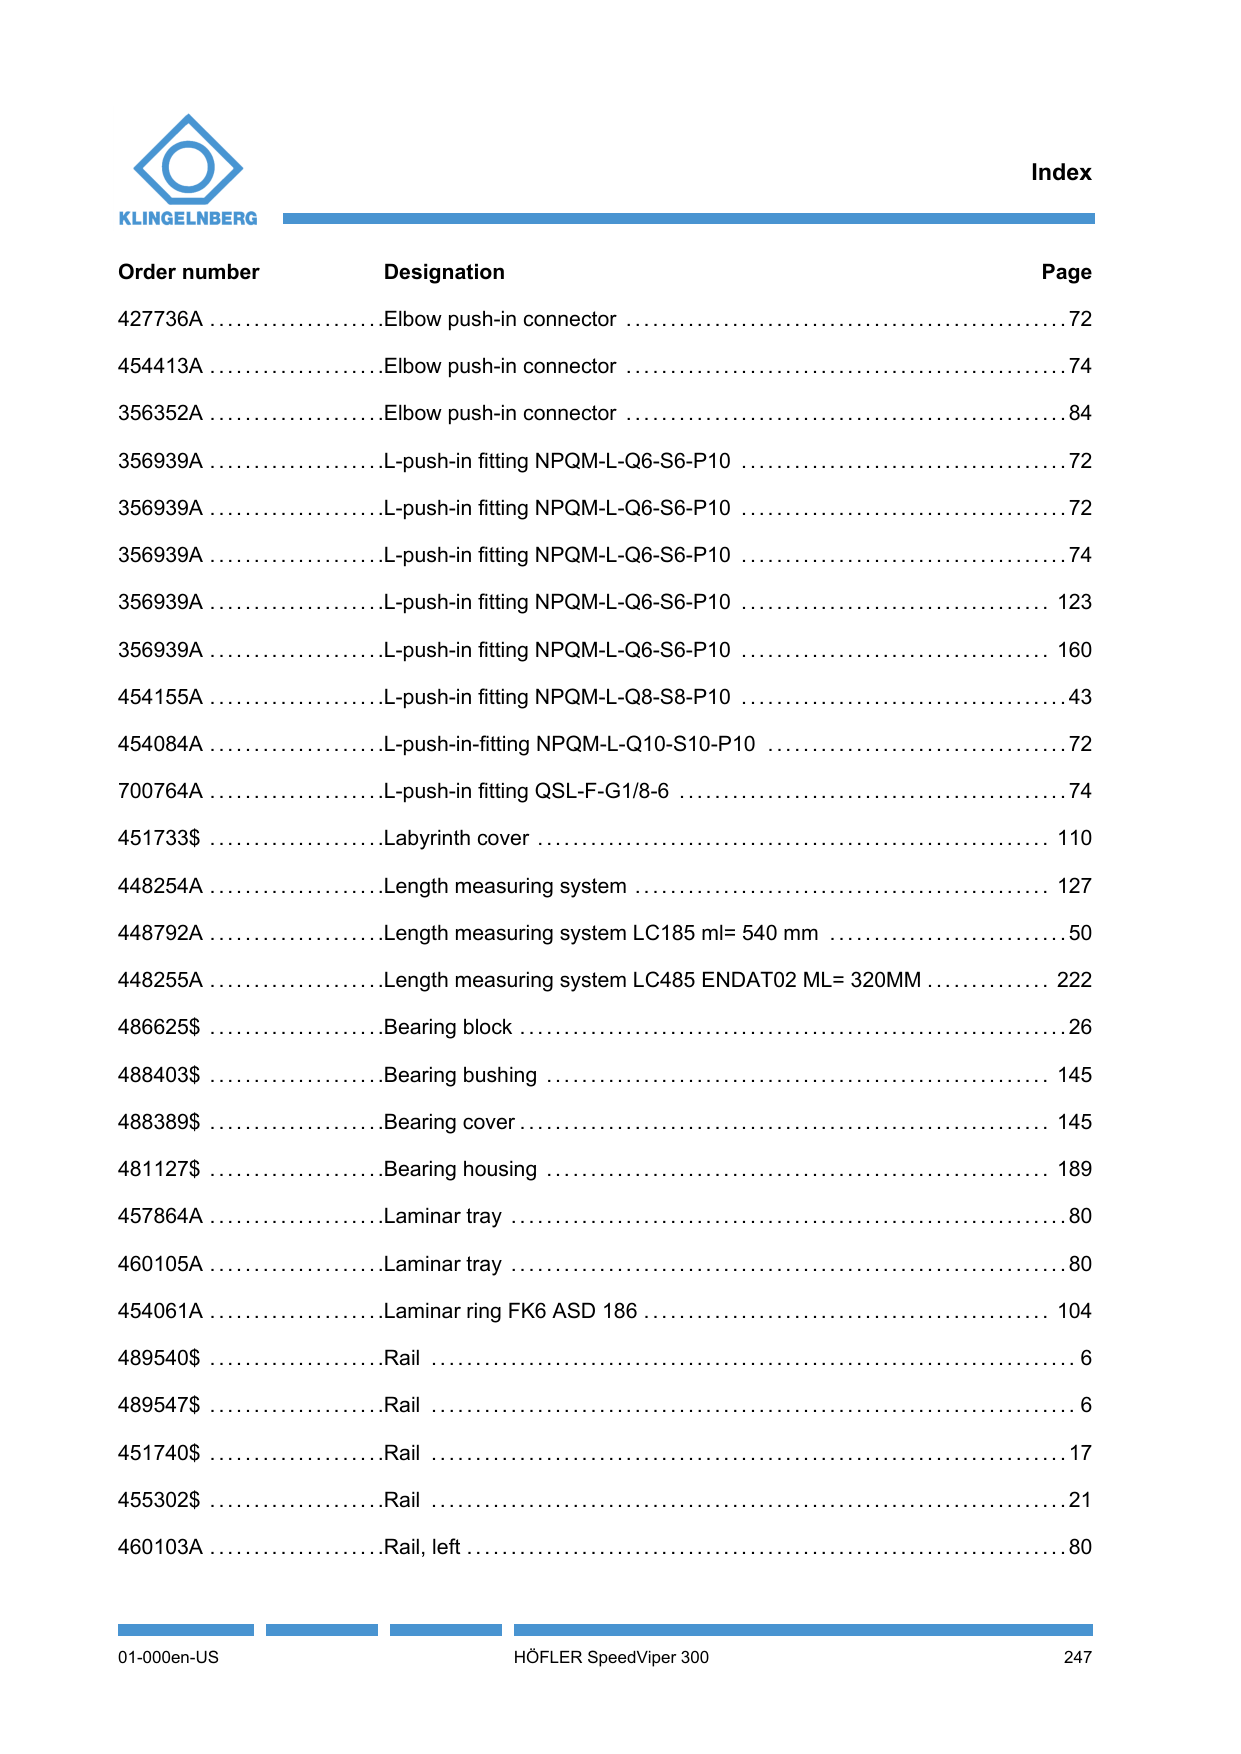 KLINGELNBERG
Index
Order number Designation Page
427736A ....................Elbow push-in connector ..................................................72
454413A ....................Elbow push-in connector ..................................................74
356352A ....................Elbow push-in connector ..................................................84
356939A ....................L-push-in fitting NPQM-L-Q6-S6-P10 .....................................72
356939A ....................L-push-in fitting NPQM-L-Q6-S6-P10 .....................................72
356939A ....................L-push-in fitting NPQM-L-Q6-S6-P10 .....................................74
356939A ....................L-push-in fitting NPQM-L-Q6-S6-P10 ................................... 123
356939A ....................L-push-in fitting NPQM-L-Q6-S6-P10 ................................... 160
454155A ....................L-push-in fitting NPQM-L-Q8-S8-P10 .....................................43
454084A ....................L-push-in-fitting NPQM-L-Q10-S10-P10 ..................................72
700764A ....................L-push-in fitting QSL-F-G1/8-6 ............................................74
451733$ ....................Labyrinth cover .......................................................... 110
448254A ....................Length measuring system ............................................... 127
448792A ....................Length measuring system LC185 ml= 540 mm ...........................50
448255A ....................Length measuring system LC485 ENDAT02 ML= 320MM .............. 222
486625$ ....................Bearing block ..............................................................26
488403$ ....................Bearing bushing ......................................................... 145
488389$ ....................Bearing cover ............................................................ 145
481127$ ....................Bearing housing ......................................................... 189
457864A ....................Laminar tray ...............................................................80
460105A ....................Laminar tray ...............................................................80
454061A ....................Laminar ring FK6 ASD 186 .............................................. 104
489540$ ....................Rail ......................................................................... 6
489547$ ....................Rail ......................................................................... 6
451740$ ....................Rail ........................................................................17
455302$ ....................Rail ........................................................................21
460103A ....................Rail, left ....................................................................80
01-000en-US HÖFLER SpeedViper 300 247